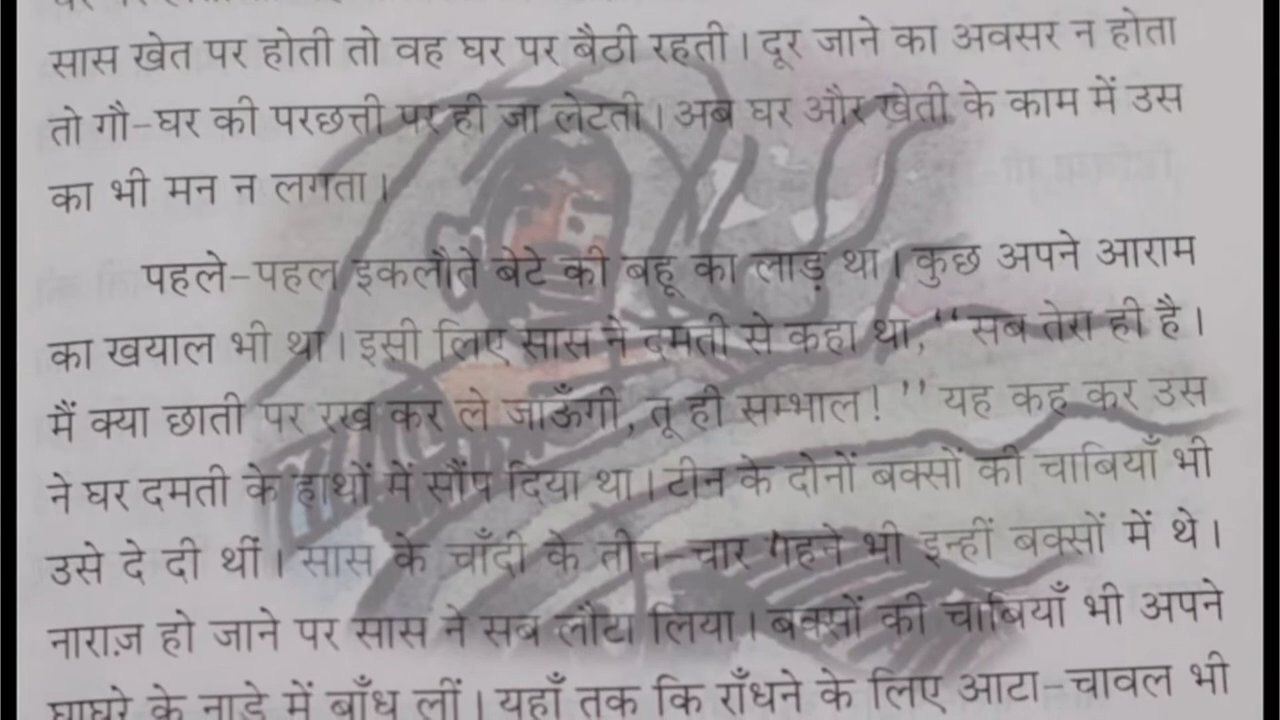 सास खेत पर होती तो वह घर पर बैठी रहती। दूर जाने का अवसर न होता
तो गौ-घर की परछत्ती पर ही जा लेटती। अब घर और खेती के काम में उस
का भी मन न लगता।
पहले-पहल इकलौते बेटे की बहू का लाड़ था। कुछ अपने आराम
का खयाल भी था। इसी लिए सास ने दमती से कहा था, ‘‘सब तेरा ही है।
मैं क्या छाती पर रख कर ले जाऊँगी, तू ही सम्भाल!’’ यह कह कर उस
ने घर दमती के हाथों में सौंप दिया था। टीन के दोनों बक्सों की चाबियाँ भी
उसे दे दी थीं। सास के चाँदी के तीन-चार गहने भी इन्हीं बक्सों में थे।
नाराज़ हो जाने पर सास ने सब लौटा लिया। बक्सों की चाबियाँ भी अपने
घाघरे के नाड़े में बाँध लीं। यहाँ तक कि राँधने के लिए आटा-चावल भी